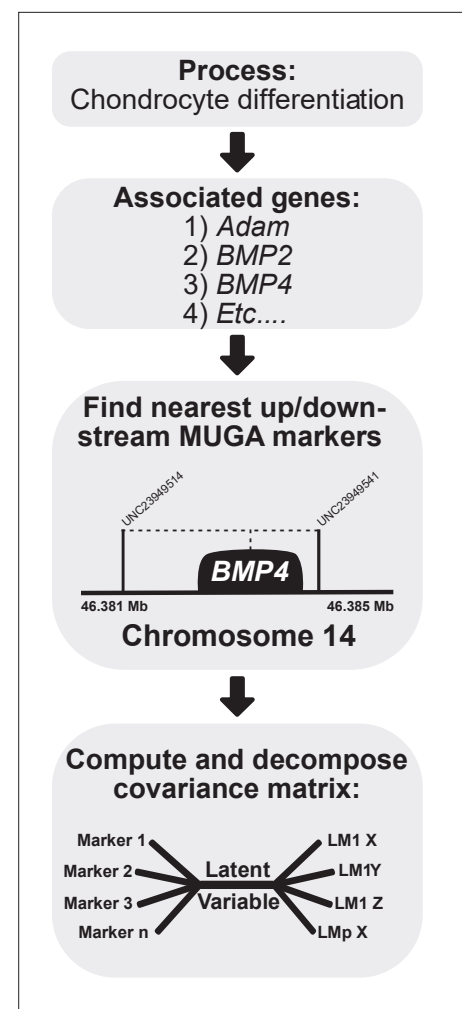 Process:
Chondrocyte differentiation
Associated genes:
1) Adam
2) BMP2
3) BMP4
4) Etc....
Find nearest up/down-
stream MUGA markers
UNC23949514
UNC23949541
BMP4
46.381 Mb
46.385 Mb
Chromosome 14
Compute and decompose
covariance matrix:
Marker 1
LM1 X
Marker 2
Latent
LM1Y
Marker 3
Variable
LM1 Z
Marker n
LMp X